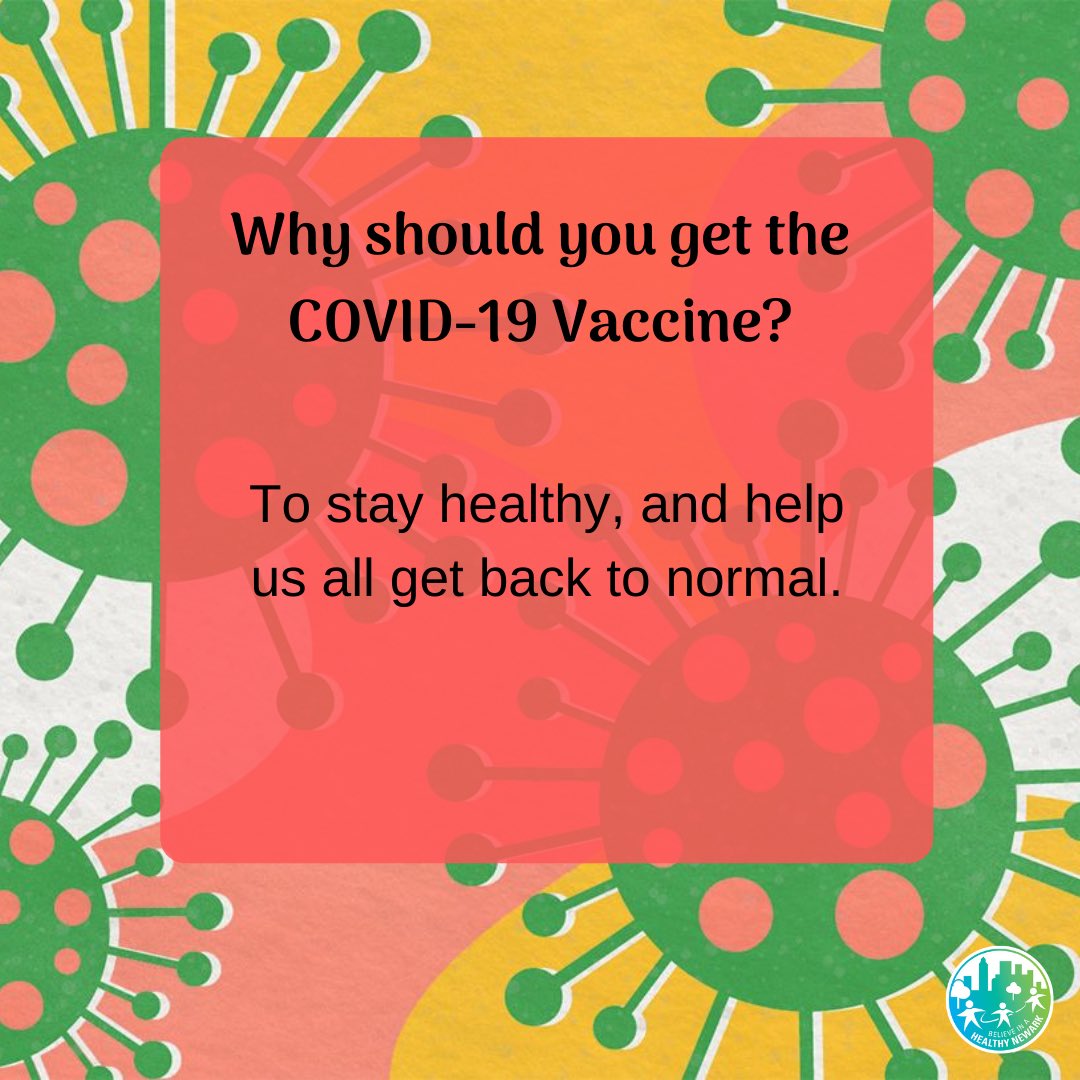 Why should you get the
COVID-19 Vaccine?
To stay healthy, and help
us all get back to normal.
BELIEVE IN A
HEALTHY NEWARK